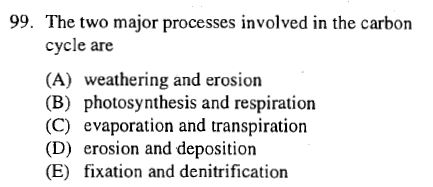 99. The two major processes involved in the carbon
cycle are
(A) weathering and erosion
(B) photosynthesis and respiration
(C) evaporation and transpiration
(D) erosion and deposition
(E) fixation and denitrification